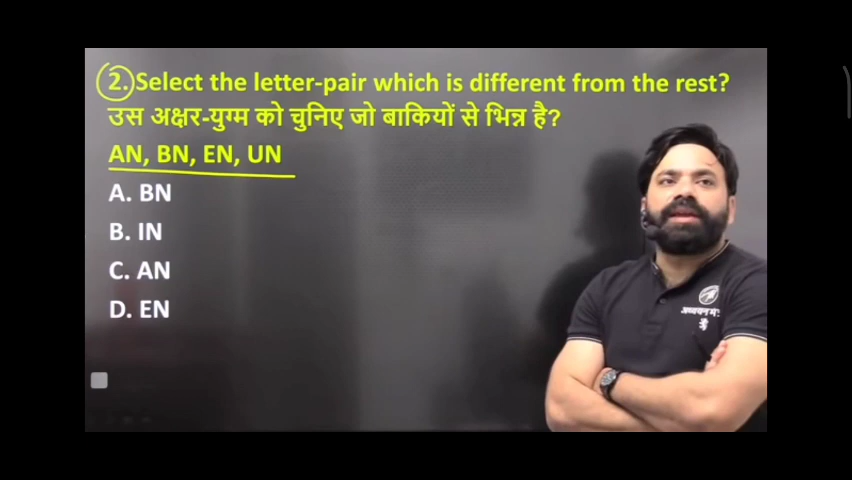 2. Select the letter-pair which is different from the rest?
उस अक्षर-युग्म को चुनिए जो बाकियों से भिन्न है?
AN, BN, EN, UN
A. BN
B. IN
C. AN
D. EN